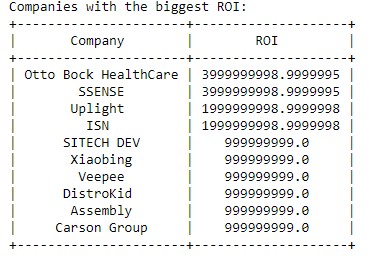 Companies with the biggest ROI:
+------------------------+--------------------+
| Company | ROI |
+------------------------+--------------------+
| Otto Bock HealthCare | 3999999998.9999995 |
| SSENSE | 3999999998.9999995 |
| Uplight | 1999999998.9999998 |
| ISN | 1999999998.9999998 |
| SITECH DEV | 999999999.0 |
| Xiaobing | 999999999.0 |
| Veepee | 999999999.0 |
| DistroKid | 999999999.0 |
| Assembly | 999999999.0 |
| Carson Group | 999999999.0 |
+------------------------+--------------------+